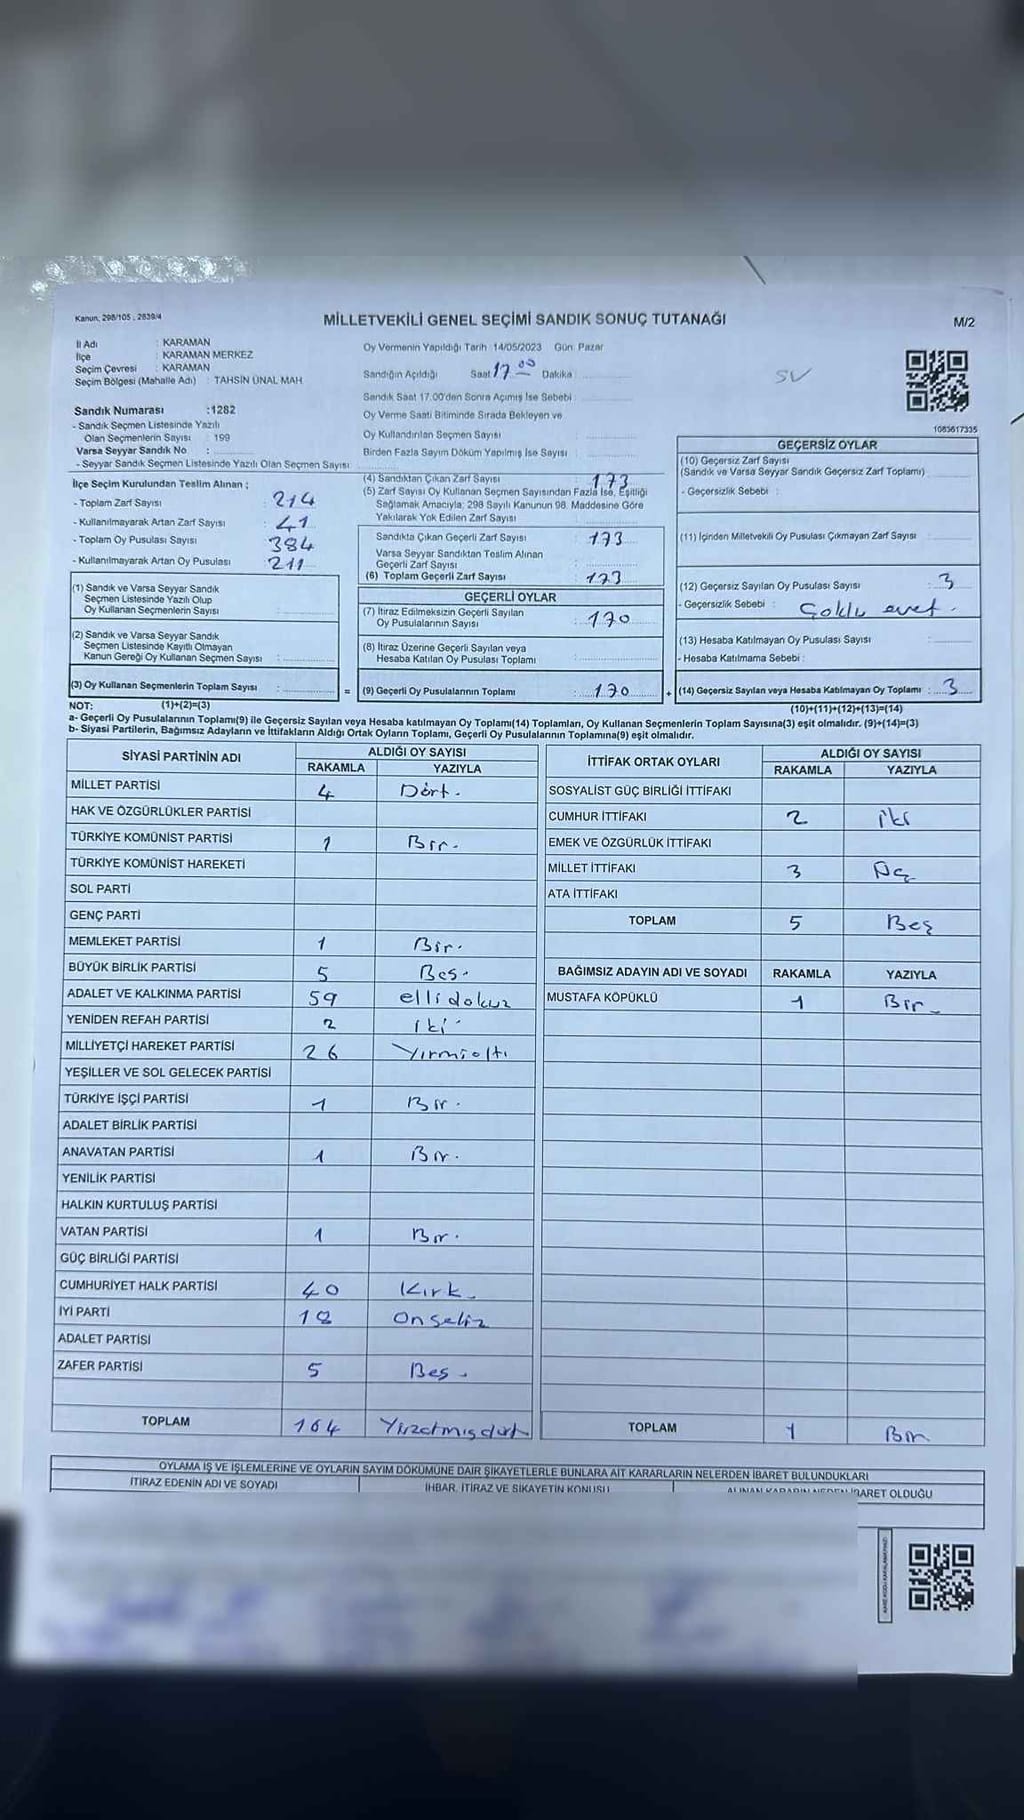 Kanun, 298/105 , 2839/4
MİLLETVEKİLİ GENEL SEÇİMİ SANDIK SONUÇ TUTANAĞI
M/2
İl Adı : KARAMAN
İlçe : KARAMAN MERKEZ
Seçim Çevresi : KARAMAN
Seçim Bölgesi (Mahalle Adı) : TAHSİN ÜNAL MAH
Sandık Numarası :1282
- Sandık Seçmen Listesinde Yazılı
Olan Seçmenlerin Sayısı : 199
Varsa Seyyar Sandık No :
- Seyyar Sandık Seçmen Listesinde Yazılı Olan Seçmen Sayısı :
İlçe Seçim Kurulundan Teslim Alınan ;
- Toplam Zarf Sayısı : 214
- Kullanılmayarak Artan Zarf Sayısı : 41
- Toplam Oy Pusulası Sayısı : 384
- Kullanılmayarak Artan Oy Pusulası : 211
(1) Sandık ve Varsa Seyyar Sandık
Seçmen Listesinde Yazılı Olup
Oy Kullanan Seçmenlerin Sayısı :
(2) Sandık ve Varsa Seyyar Sandık
Seçmen Listesinde Kayıtlı Olmayan
Kanun Gereği Oy Kullanan Seçmen Sayısı :
(3) Oy Kullanan Seçmenlerin Toplam Sayısı :
Oy Vermenin Yapıldığı Tarih :14/05/2023 Gün: Pazar
Sandığın Açıldığı Saat 17 00 Dakika :
Sandık Saat 17.00'den Sonra Açımış İse Sebebi :
Oy Verme Saati Bitiminde Sırada Bekleyen ve
Oy Kullandırılan Seçmen Sayısı :
Birden Fazla Sayım Döküm Yapılmış İse Sayısı :
(4) Sandıktan Çıkan Zarf Sayısı : 173
(5) Zarf Sayısı Oy Kullanan Seçmen Sayısından Fazla İse, Eşitliği
Sağlamak Amacıyla; 298 Sayılı Kanunun 98. Maddesine Göre
Yakılarak Yok Edilen Zarf Sayısı :
Sandıkta Çıkan Geçerli Zarf Sayısı : 173
Varsa Seyyar Sandıktan Teslim Alınan
Geçerli Zarf Sayısı :
(6) Toplam Geçerli Zarf Sayısı : 173
GEÇERLİ OYLAR
(7) İtiraz Edilmeksizin Geçerli Sayılan
Oy Pusulalarının Sayısı : 170
(8) İtiraz Üzerine Geçerli Sayılan veya
Hesaba Katılan Oy Pusulası Toplamı :
= (9) Geçerli Oy Pusulalarının Toplamı : 170 +
SV
1083617335
GEÇERSİZ OYLAR
(10) Geçersiz Zarf Sayısı
(Sandık ve Varsa Seyyar Sandık Geçersiz Zarf Toplamı) :
- Geçersizlik Sebebi :
(11) İçinden Milletvekili Oy Pusulası Çıkmayan Zarf Sayısı :
(12) Geçersiz Sayılan Oy Pusulası Sayısı : 3
- Geçersizlik Sebebi : Çoklu evet.
(13) Hesaba Katılmayan Oy Pusulası Sayısı :
- Hesaba Katılmama Sebebi :
(14) Geçersiz Sayılan veya Hesaba Katılmayan Oy Toplamı : 3
NOT: (1)+(2)=(3) (10)+(11)+(12)+(13)=(14)
a- Geçerli Oy Pusulalarının Toplamı(9) ile Geçersiz Sayılan veya Hesaba katılmayan Oy Toplamı(14) Toplamları, Oy Kullanan Seçmenlerin Toplam Sayısına(3) eşit olmalıdır. (9)+(14)=(3)
b- Siyasi Partilerin, Bağımsız Adayların ve İttifakların Aldığı Ortak Oyların Toplamı, Geçerli Oy Pusulalarının Toplamına(9) eşit olmalıdır.
SİYASİ PARTİNİN ADI ALDIĞI OY SAYISI
RAKAMLA YAZIYLA
MİLLET PARTİSİ 4 Dört.
HAK VE ÖZGÜRLÜKLER PARTİSİ
TÜRKİYE KOMÜNİST PARTİSİ 1 Bir.
TÜRKİYE KOMÜNİST HAREKETİ
SOL PARTİ
GENÇ PARTİ
MEMLEKET PARTİSİ 1 Bir.
BÜYÜK BİRLİK PARTİSİ 5 Beş.
ADALET VE KALKINMA PARTİSİ 59 ellidokuz
YENİDEN REFAH PARTİSİ 2 iki
MİLLİYETÇİ HAREKET PARTİSİ 26 Yirmialtı
YEŞİLLER VE SOL GELECEK PARTİSİ
TÜRKİYE İŞÇİ PARTİSİ 1 Bir.
ADALET BİRLİK PARTİSİ
ANAVATAN PARTİSİ 1 Bir.
YENİLİK PARTİSİ
HALKIN KURTULUŞ PARTİSİ
VATAN PARTİSİ 1 Bir.
GÜÇ BİRLİĞİ PARTİSİ
CUMHURİYET HALK PARTİSİ 40 Kırk.
İYİ PARTİ 18 Onsekiz
ADALET PARTİSİ
ZAFER PARTİSİ 5 Beş.
TOPLAM 164 Yüzatmışdört
İTTİFAK ORTAK OYLARI ALDIĞI OY SAYISI
RAKAMLA YAZIYLA
SOSYALİST GÜÇ BİRLİĞİ İTTİFAKI
CUMHUR İTTİFAKI 2 iki
EMEK VE ÖZGÜRLÜK İTTİFAKI
MİLLET İTTİFAKI 3 Üç
ATA İTTİFAKI
TOPLAM 5 Beş
BAĞIMSIZ ADAYIN ADI VE SOYADI RAKAMLA YAZIYLA
MUSTAFA KÖPÜKLÜ 1 Bir
TOPLAM 1 Bir
OYLAMA İŞ VE İŞLEMLERİNE VE OYLARIN SAYIM DÖKÜMÜNE DAİR ŞİKAYETLERLE BUNLARA AİT KARARLARIN NELERDEN İBARET BULUNDUKLARI
İTİRAZ EDENİN ADI VE SOYADI İHBAR, İTİRAZ VE ŞİKAYETİN KONUSU ALINAN KARARIN NEDEN İBARET OLDUĞU